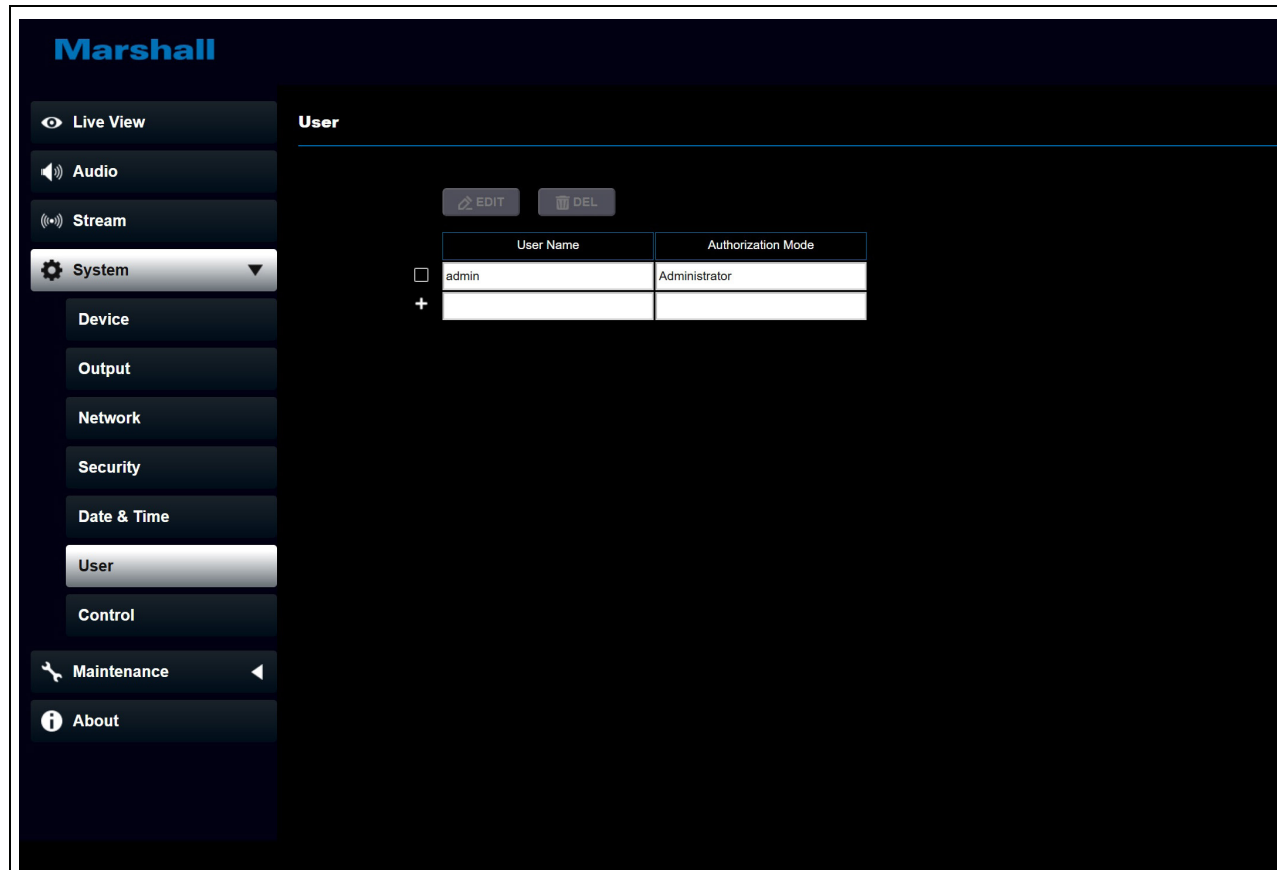 Marshall
Live View
Audio
Stream
System
Device
Output
Network
Security
Date & Time
User
Control
Maintenance
About
User
EDIT DEL
User Name Authorization Mode
admin Administrator